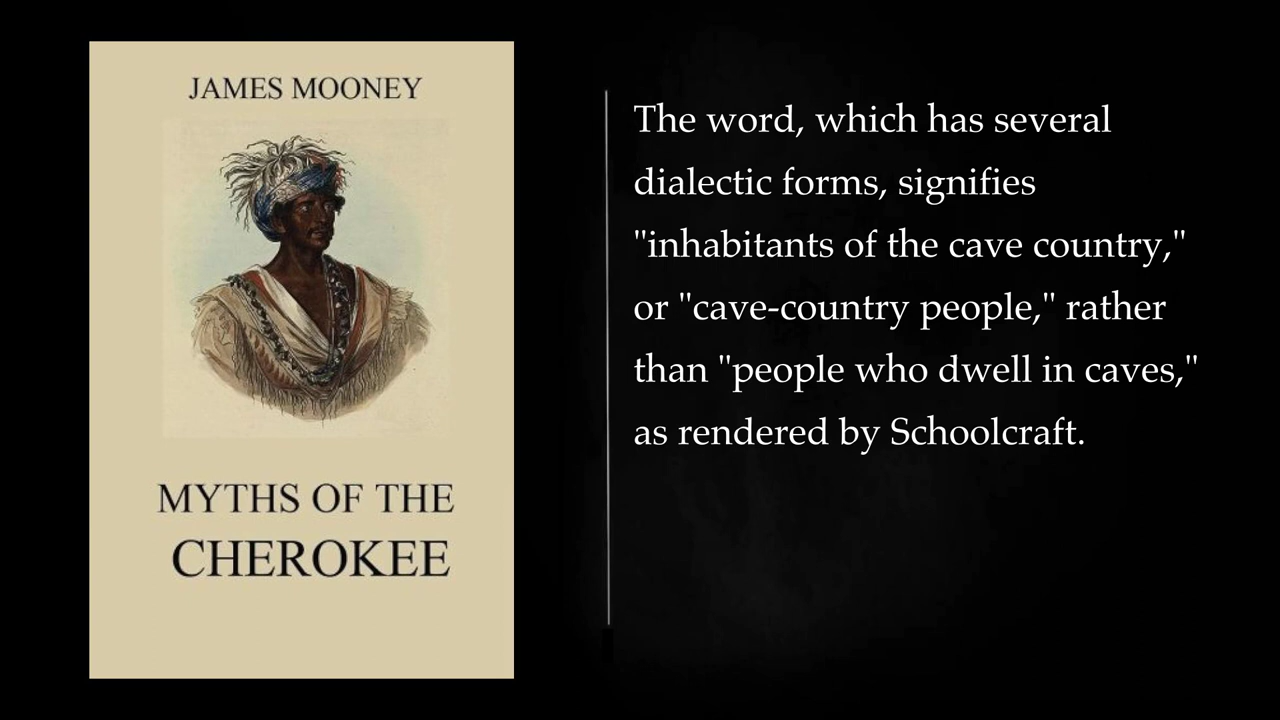 JAMES MOONEY
MYTHS OF THE
CHEROKEE
The word, which has several
dialectic forms, signifies
"inhabitants of the cave country,"
or "cave-country people," rather
than "people who dwell in caves,"
as rendered by Schoolcraft.